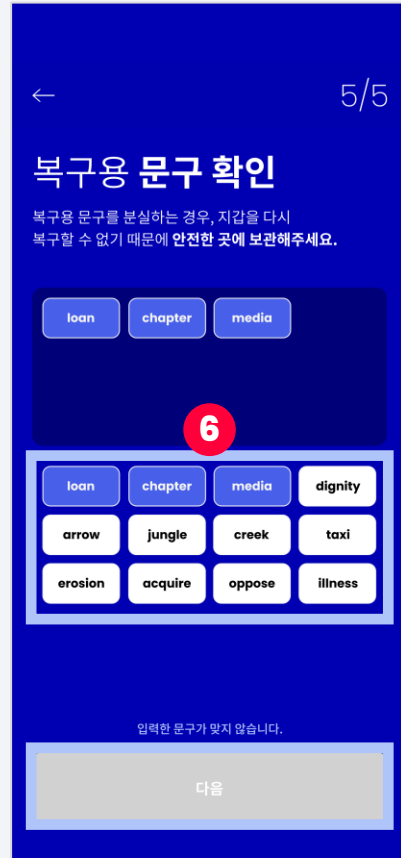 ←
5/5
복구용 문구 확인
복구용 문구를 분실하는 경우, 지갑을 다시
복구할 수 없기 때문에 안전한 곳에 보관해주세요.
loan chapter media
6
loan chapter media dignity
arrow jungle creek taxi
erosion acquire oppose illness
입력한 문구가 맞지 않습니다.
다음